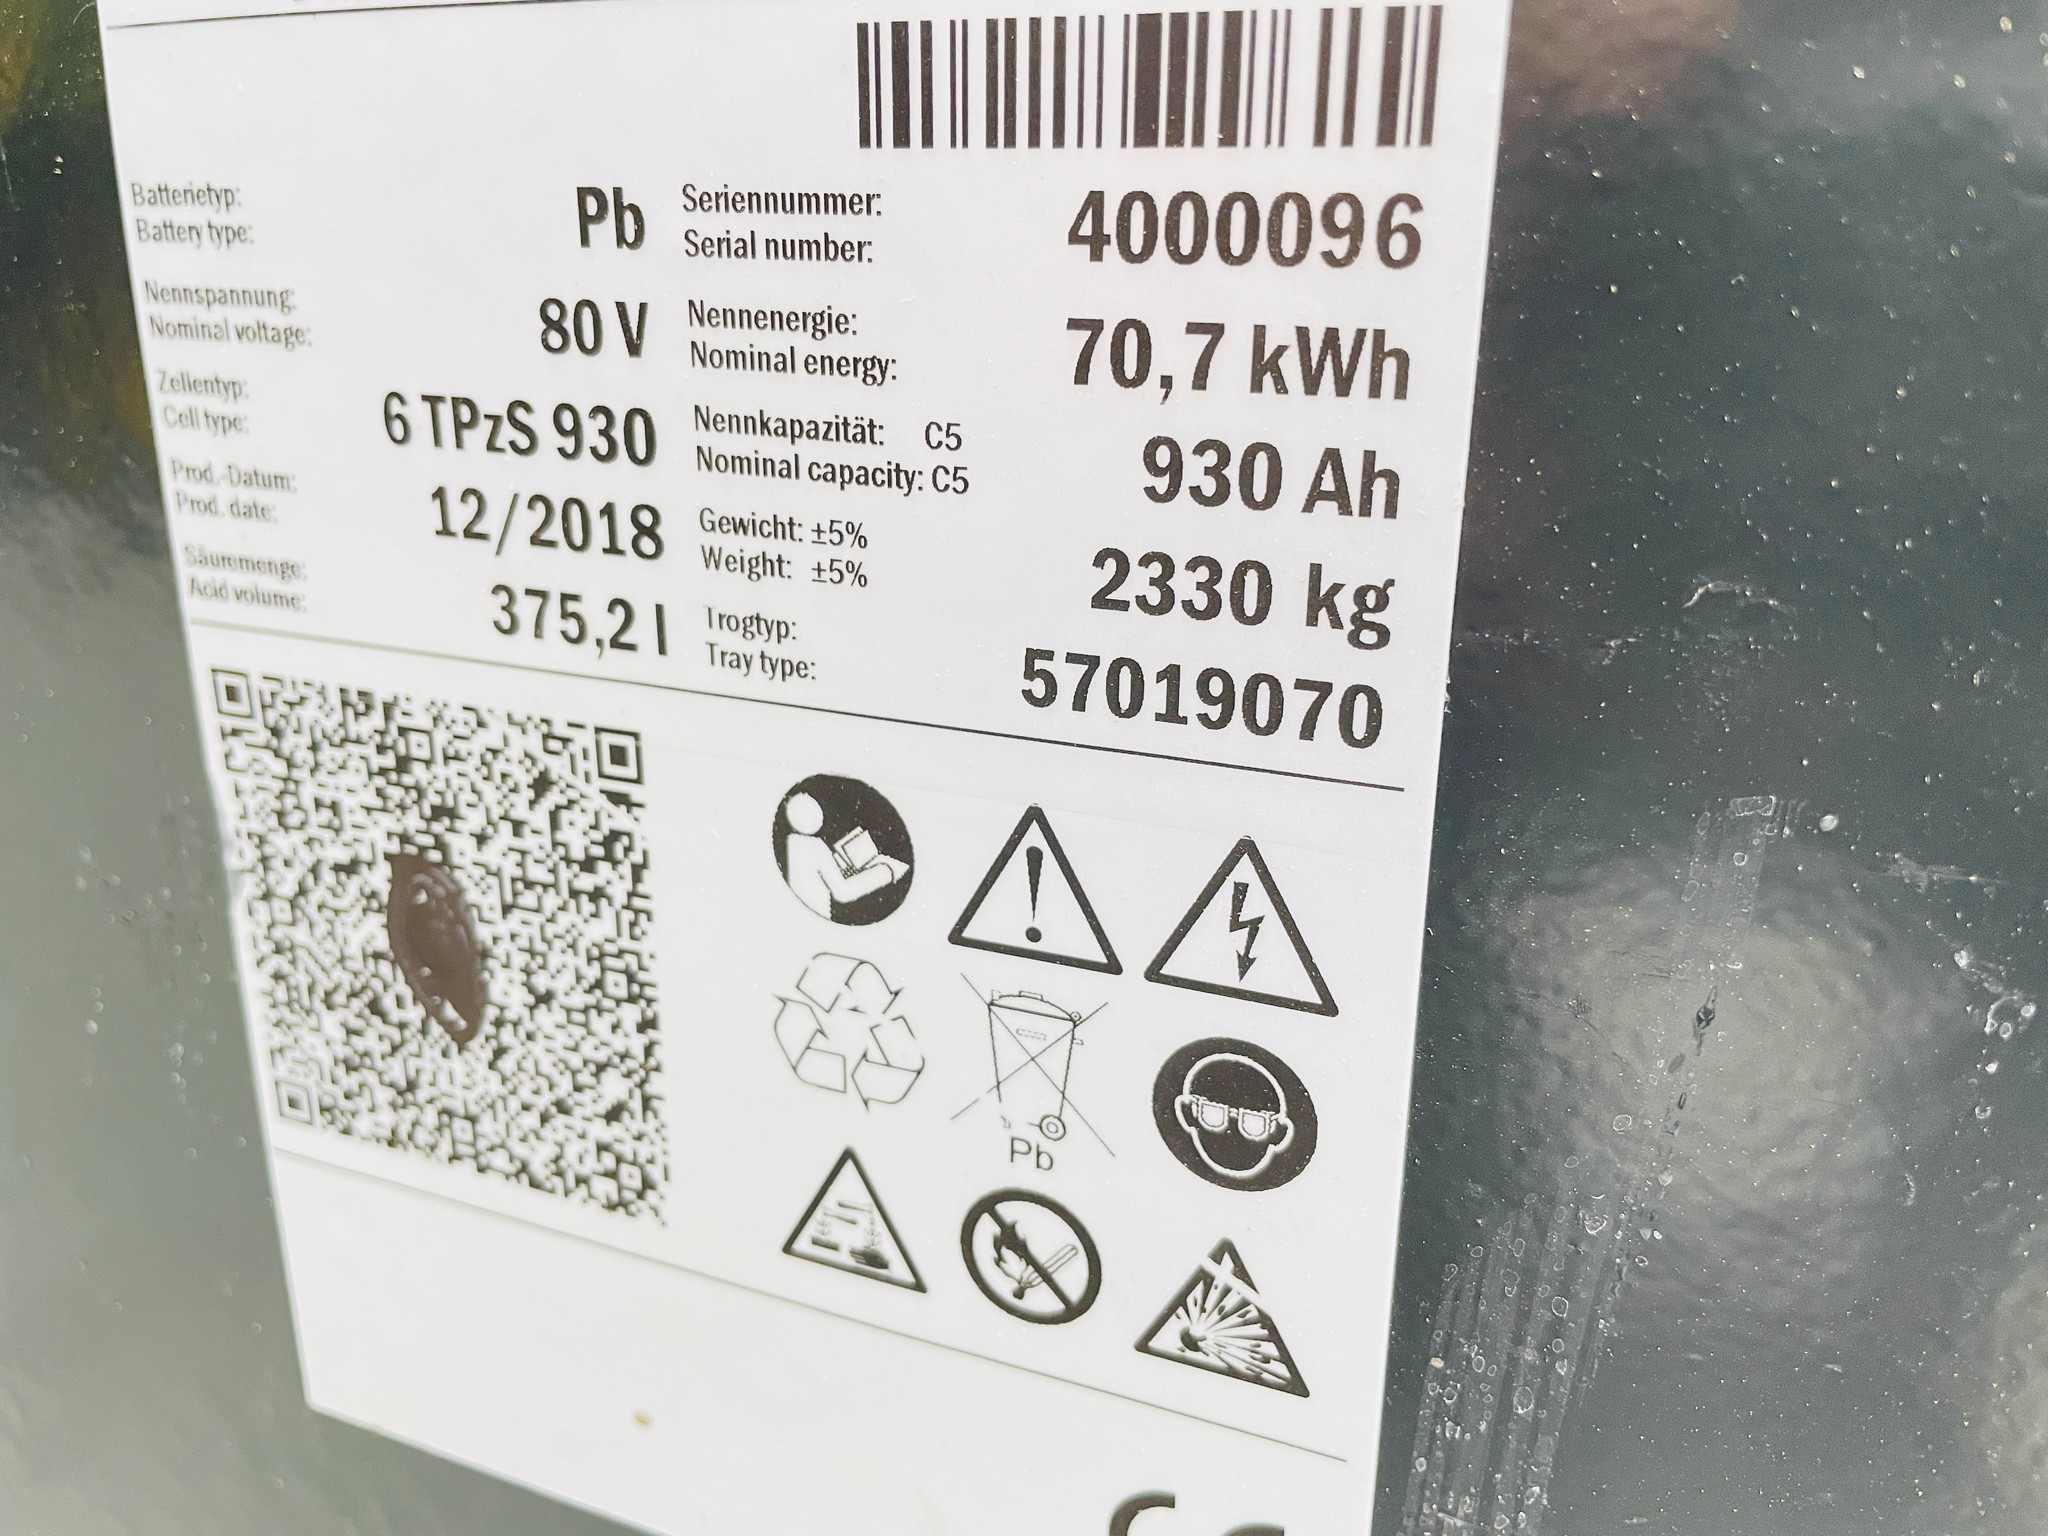 Batterietyp:
Battery type:
Pb
Seriennummer:
Serial number:
4000096
Nennspannung:
Nominal voltage:
80 V
Nennenergie:
Nominal energy:
70,7 kWh
Zellentyp:
Cell type:
6 TPzS 930
Nennkapazität: C5
Nominal capacity: C5
930 Ah
Prod.-Datum:
Prod. date:
12/2018
Gewicht: ±5%
Weight: ±5%
2330 kg
Säuremenge:
Acid volume:
375,2 l
Trogtyp:
Tray type:
57019070
Pb